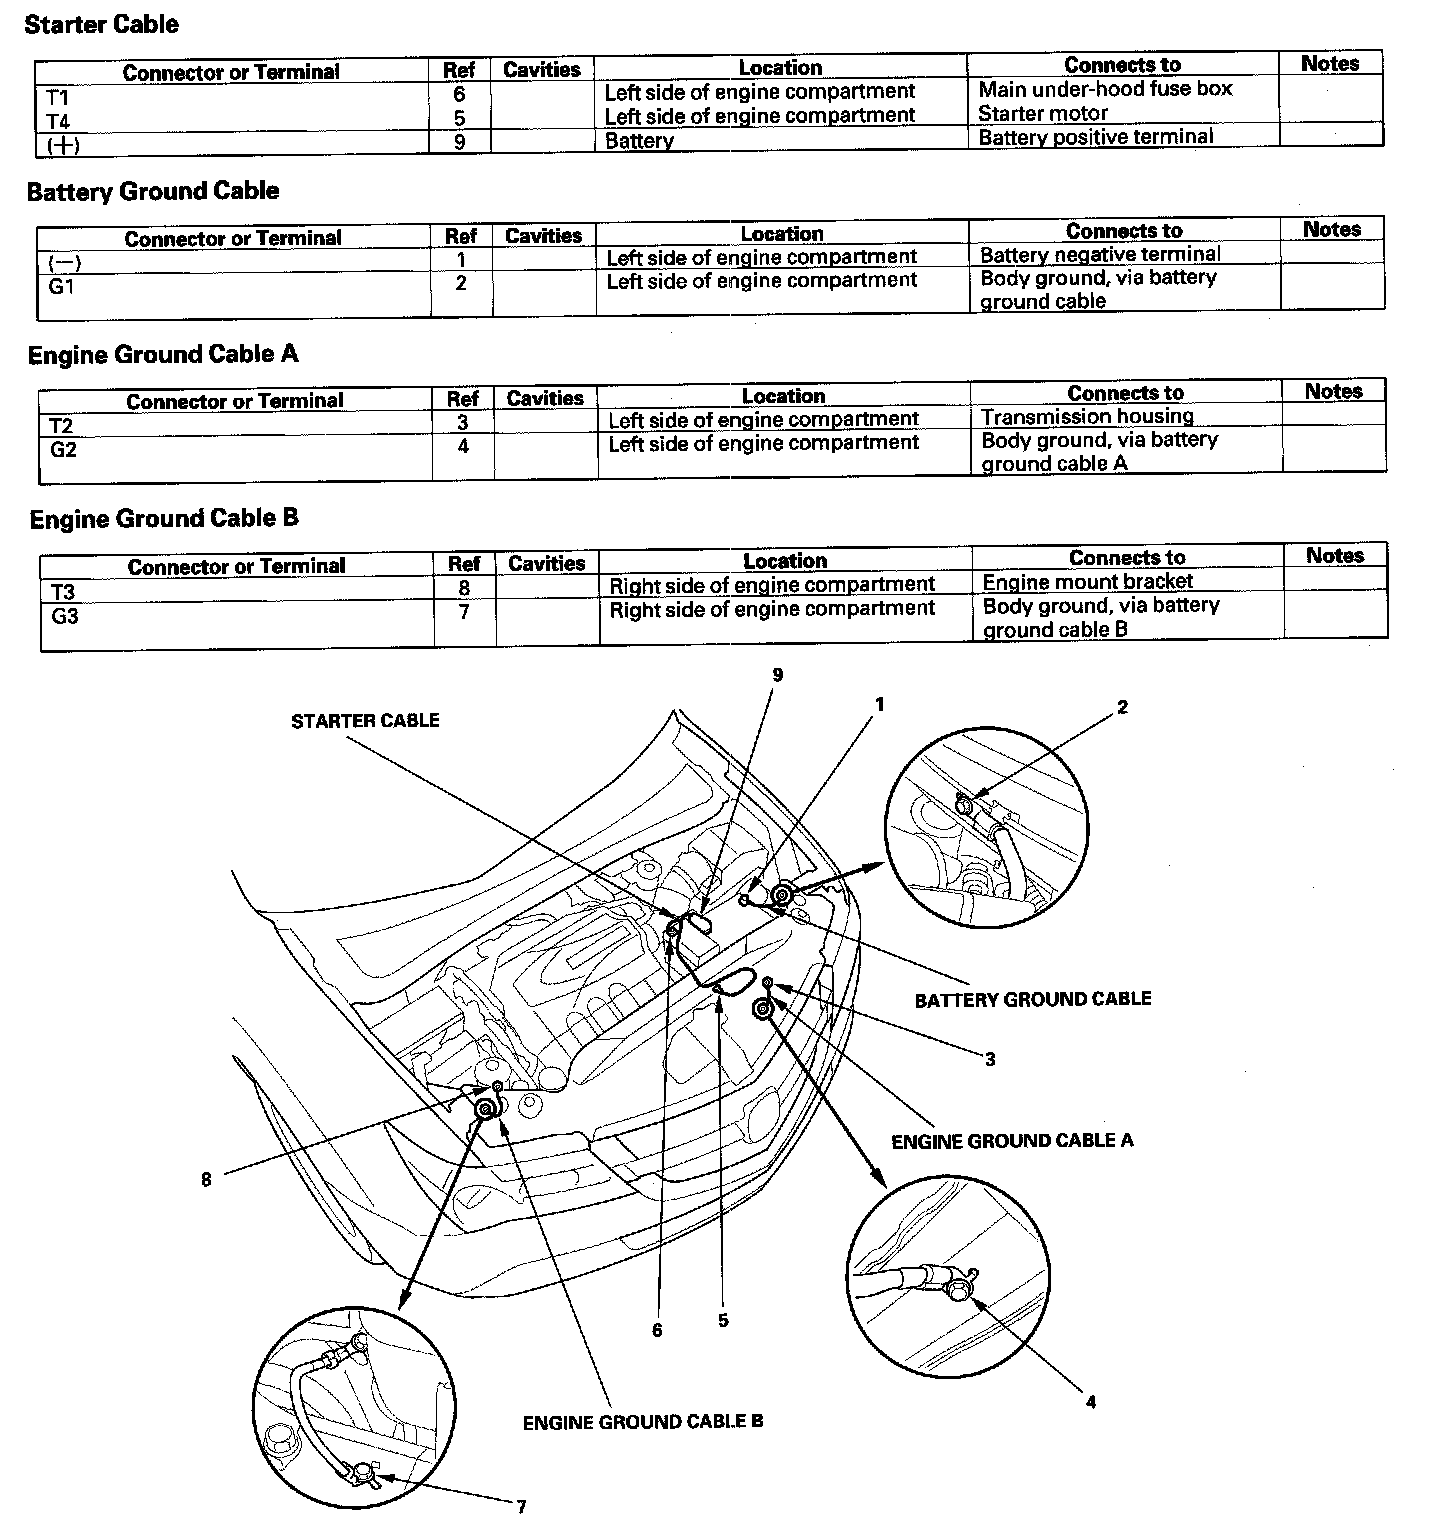 Starter Cable
Connector or Terminal Ref Cavities Location Connects to Notes
T1 6 Left side of engine compartment Main under-hood fuse box
T4 5 Left side of engine compartment Starter motor
(+) 9 Battery Battery positive terminal
Battery Ground Cable
Connector or Terminal Ref Cavities Location Connects to Notes
(−) 1 Left side of engine compartment Battery negative terminal
G1 2 Left side of engine compartment Body ground, via battery
ground cable
Engine Ground Cable A
Connector or Terminal Ref Cavities Location Connects to Notes
T2 3 Left side of engine compartment Transmission housing
G2 4 Left side of engine compartment Body ground, via battery
ground cable A
Engine Ground Cable B
Connector or Terminal Ref Cavities Location Connects to Notes
T3 8 Right side of engine compartment Engine mount bracket
G3 7 Right side of engine compartment Body ground, via battery
ground cable B
9
1
2
STARTER CABLE
BATTERY GROUND CABLE
3
ENGINE GROUND CABLE A
8
6
5
4
ENGINE GROUND CABLE B
7